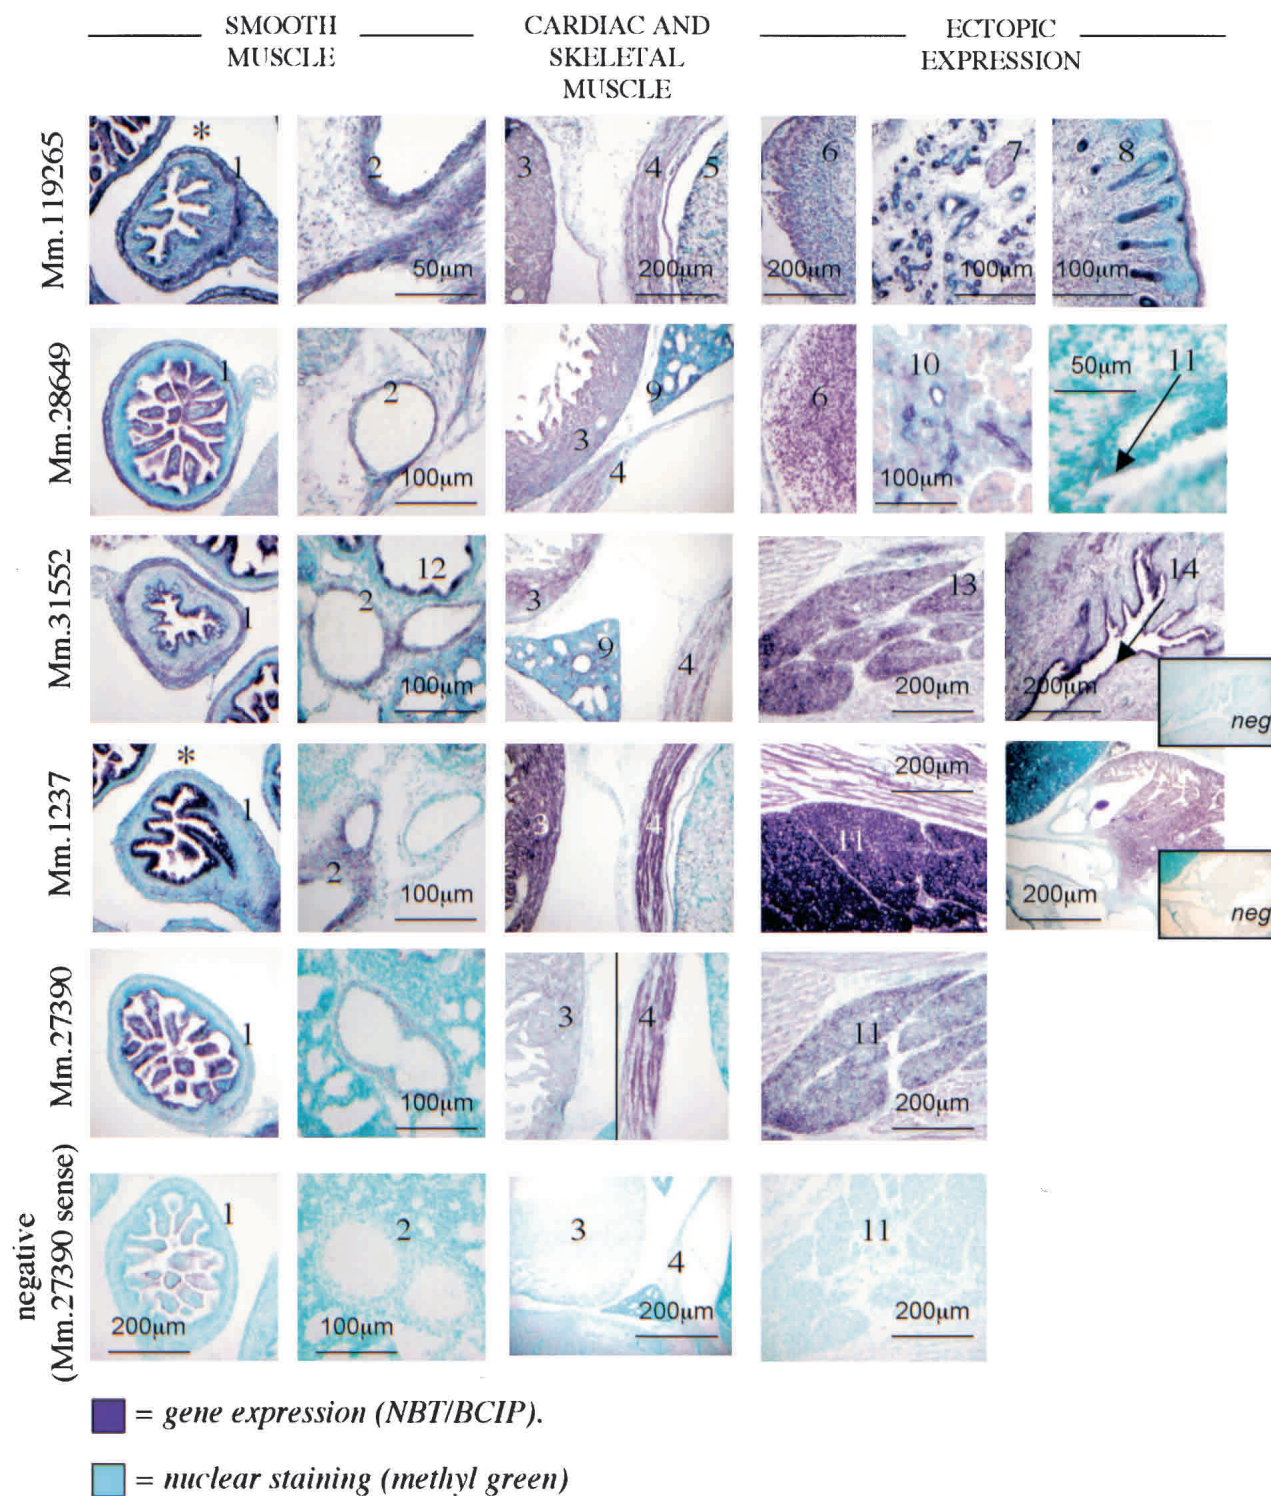 SMOOTH
MUSCLE
CARDIAC AND
SKELETAL
MUSCLE
ECTOPIC
EXPRESSION
Mm.119265
*
1
2
50μm
3
4
5
200μm
6
200μm
7
100μm
8
100μm
Mm.28649
1
2
100μm
3
9
4
6
10
100μm
50μm
11
Mm.31552
1
12
2
100μm
3
9
4
13
200μm
14
200μm
neg
Mm.1237
*
1
2
100μm
3
4
200μm
11
200μm
neg
Mm.27390
1
100μm
3
4
11
200μm
negative
(Mm.27390 sense)
1
200μm
2
100μm
3
4
200μm
11
200μm
= gene expression (NBT/BCIP).
= nuclear staining (methyl green)